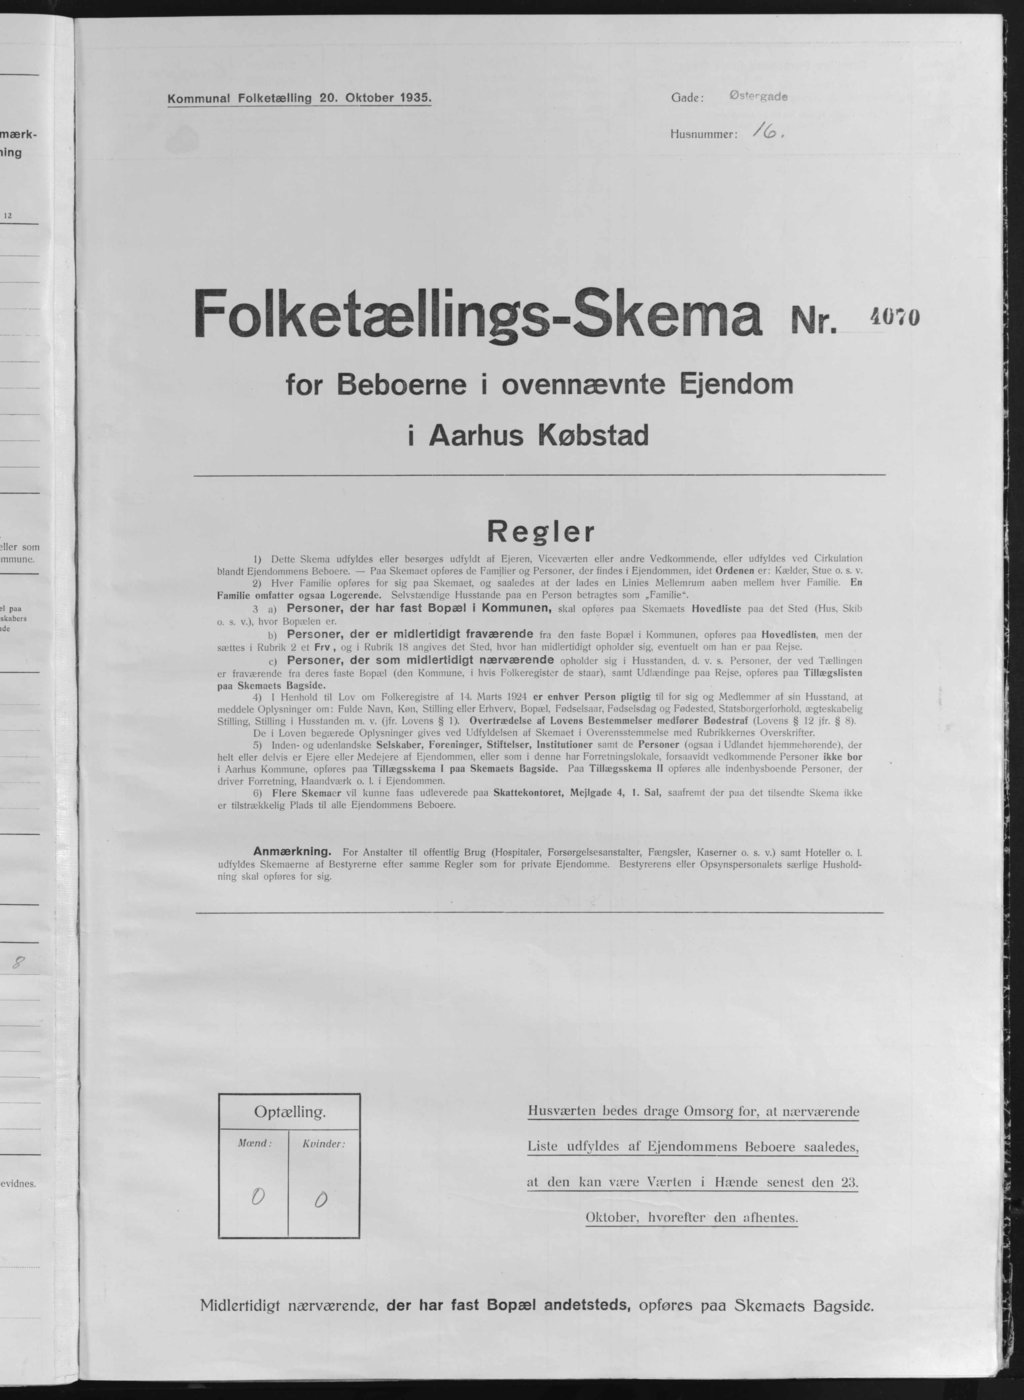 mærk-
ning
12
eller som
mmune.
el paa
skabers
8
evidnes.
Kommunal Folketælling 20. Oktober 1935.
Gade: Østergade
Husnummer: 16.
Folketællings-Skema Nr. 4070
for Beboerne i ovennævnte Ejendom
i Aarhus Købstad
Regler
1) Dette Skema udfyldes eller besørges udfyldt af Ejeren, Viceværten eller andre Vedkommende, eller udfyldes ved Cirkulation
blandt Ejendommens Beboere. — Paa Skemaet opføres de Familier og Personer, der findes i Ejendommen, idet Ordenen er: Kælder, Stue o. s. v.
2) Hver Familie opføres for sig paa Skemaet, og saaledes at der lades en Linies Mellemrum aaben mellem hver Familie. En
Familie omfatter ogsaa Logerende. Selvstændige Husstande paa en Person betragtes som „Familie“.
3 a) Personer, der har fast Bopæl i Kommunen, skal opføres paa Skemaets Hovedliste paa det Sted (Hus, Skib
o. s. v.), hvor Bopælen er.
b) Personer, der er midlertidigt fraværende fra den faste Bopæl i Kommunen, opføres paa Hovedlisten, men der
sættes i Rubrik 2 et Frv., og i Rubrik 18 angives det Sted, hvor han midlertidigt opholder sig, eventuelt om han er paa Rejse.
c) Personer, der som midlertidigt nærværende opholder sig i Husstanden, d. v. s. Personer, der ved Tællingen
er fraværende fra deres faste Bopæl (den Kommune, i hvis Folkeregister de staar), samt Udlændinge paa Rejse, opføres paa Tillægslisten
paa Skemaets Bagside.
4) I Henhold til Lov om Folkeregistre af 14. Marts 1924 er enhver Person pligtig til for sig og Medlemmer af sin Husstand, at
meddele Oplysninger om: Fulde Navn, Køn, Stilling eller Erhverv, Bopæl, Fødselsaar, Fødselsdag og Fødested, Statsborgerforhold, ægteskabelig
Stilling, Stilling i Husstanden m. v. (jfr. Lovens § 1). Overtrædelse af Lovens Bestemmelser medfører Bødestraf (Lovens § 12 jfr. § 8).
De i Loven begærede Oplysninger gives ved Udfyldelsen af Skemaet i Overensstemmelse med Rubrikkernes Overskrifter.
5) Inden- og udenlandske Selskaber, Foreninger, Stiftelser, Institutioner samt de Personer (ogsaa i Udlandet hjemmehørende), der
helt eller delvis er Ejere eller Medejere af Ejendommen, eller som i denne har Forretningslokale, forsaavidt vedkommende Personer ikke bor
i Aarhus Kommune, opføres paa Tillægsskema I paa Skemaets Bagside. Paa Tillægsskema II opføres alle indenbysboende Personer, der
driver Forretning, Haandværk o. l. i Ejendommen.
6) Flere Skemaer vil kunne faas udleverede paa Skattekontoret, Mejlgade 4, 1. Sal, saafremt der paa det tilsendte Skema ikke
er tilstrækkelig Plads til alle Ejendommens Beboere.
Anmærkning. For Anstalter til offentlig Brug (Hospitaler, Forsørgelsesanstalter, Fængsler, Kaserner o. s. v.) samt Hoteller o. l.
udfyldes Skemaerne af Bestyrerne efter samme Regler som for private Ejendomme. Bestyrerens eller Opsynspersonalets særlige Hushold-
ning skal opføres for sig.
Optælling.
Mænd: Kvinder:
0 0
Husværten bedes drage Omsorg for, at nærværende
Liste udfyldes af Ejendommens Beboere saaledes,
at den kan være Værten i Hænde senest den 23.
Oktober, hvorefter den afhentes.
Midlertidigt nærværende, der har fast Bopæl andetsteds, opføres paa Skemaets Bagside.